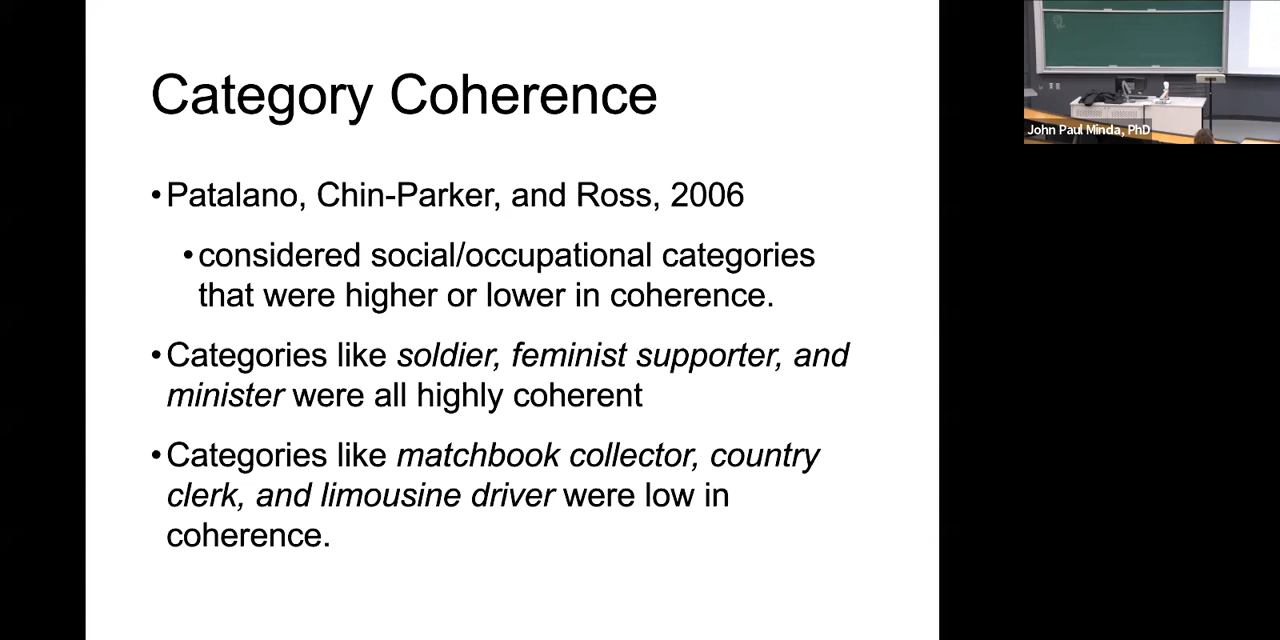 Category Coherence
•Patalano, Chin-Parker, and Ross, 2006
•considered social/occupational categories
that were higher or lower in coherence.
•Categories like soldier, feminist supporter, and
minister were all highly coherent
•Categories like matchbook collector, country
clerk, and limousine driver were low in
coherence.
John Paul Minda, PhD